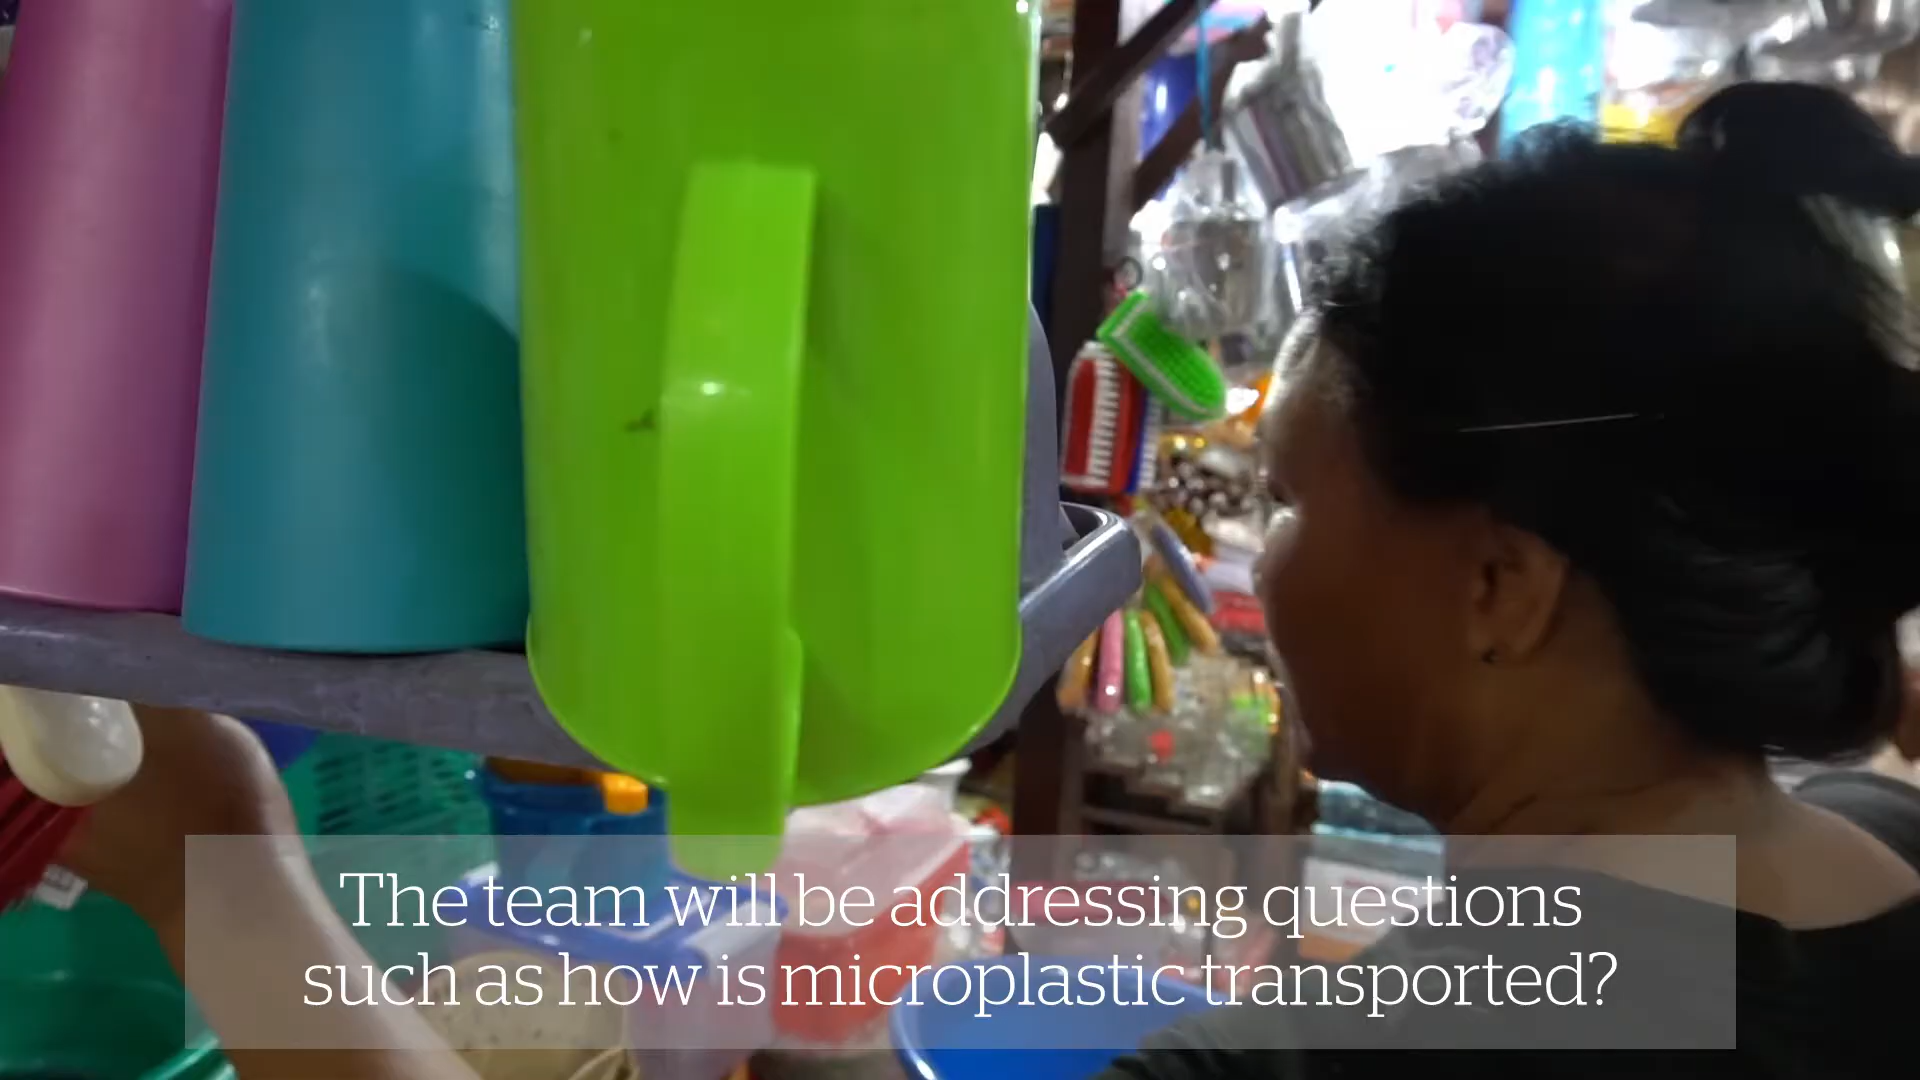 The team will be addressing questions
such as how is microplastic transported?